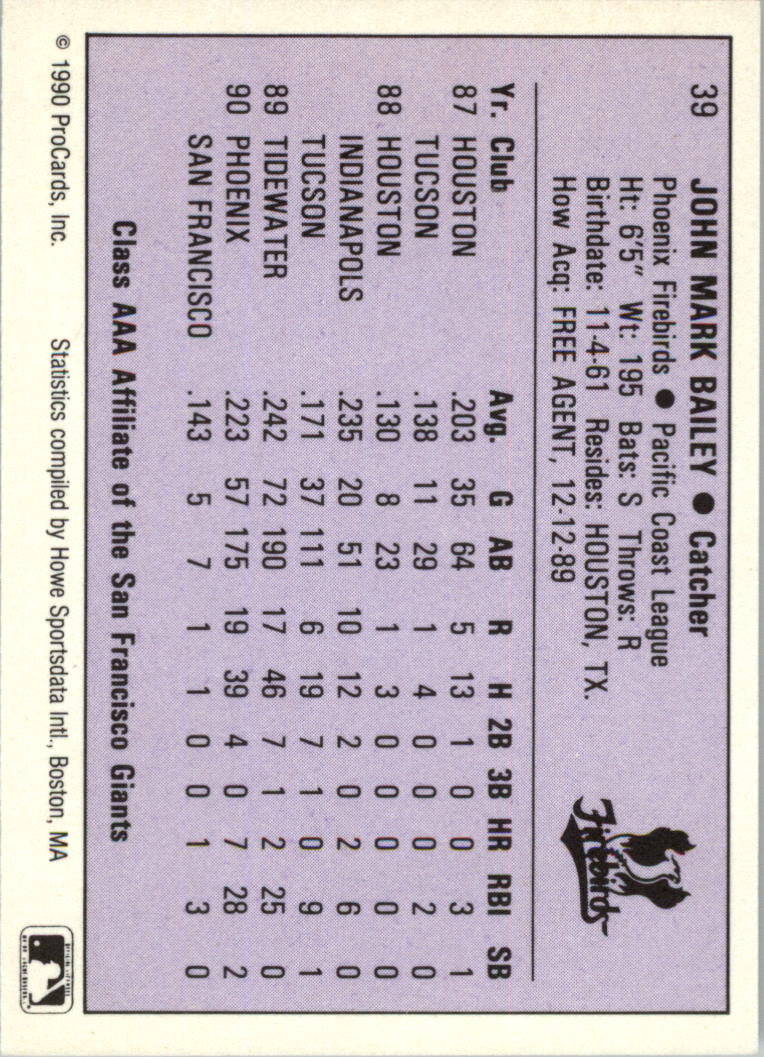 39 JOHN MARK BAILEY ● Catcher
Phoenix Firebirds ● Pacific Coast League
Ht: 6'5" Wt: 195 Bats: S Throws: R
Birthdate: 11-4-61 Resides: HOUSTON, TX.
How Acq: FREE AGENT, 12-12-89
Firebirds
Yr. Club Avg. G AB R H 2B 3B HR RBI SB
87 HOUSTON .203 35 64 5 13 1 0 0 3 1
TUCSON .138 11 29 1 4 0 0 0 2 0
88 HOUSTON .130 8 23 1 3 0 0 0 0 0
INDIANAPOLS .235 20 51 10 12 2 0 2 6 0
TUCSON .171 37 111 6 19 7 1 0 9 1
89 TIDEWATER .242 72 190 17 46 7 1 2 25 0
90 PHOENIX .223 57 175 19 39 4 0 7 28 2
SAN FRANCISCO .143 5 7 1 1 0 0 1 3 0
Class AAA Affiliate of the San Francisco Giants
© 1990 ProCards, Inc. Statistics compiled by Howe Sportsdata Intl., Boston, MA